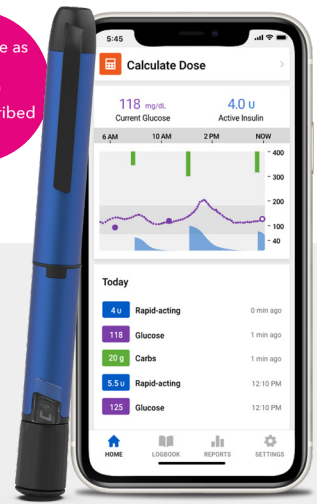 e as
ribed
5:45
Calculate Dose
118 mg/dL
Current Glucose
4.0 U
Active Insulin
6 AM 10 AM 2 PM NOW
400
300
200
100
40
Today
4 U Rapid-acting 0 min ago
118 Glucose 1 min ago
20 g Carbs 1 min ago
5.5 U Rapid-acting 12:10 PM
125 Glucose 12:10 PM
HOME LOGBOOK REPORTS SETTINGS